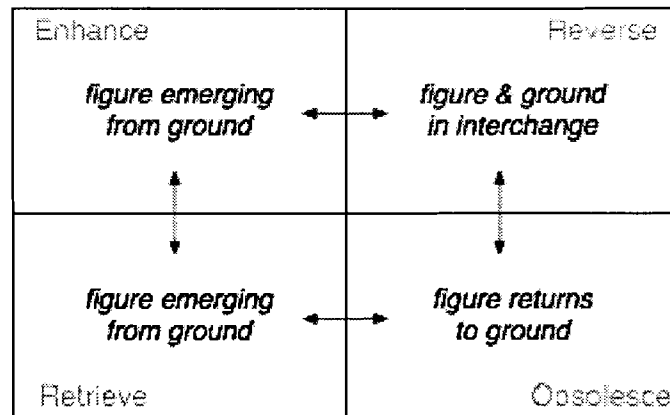 Enhance
Reverse
figure emerging
from ground
figure & ground
in interchange
figure emerging
from ground
figure returns
to ground
Retrieve
Obsolesce